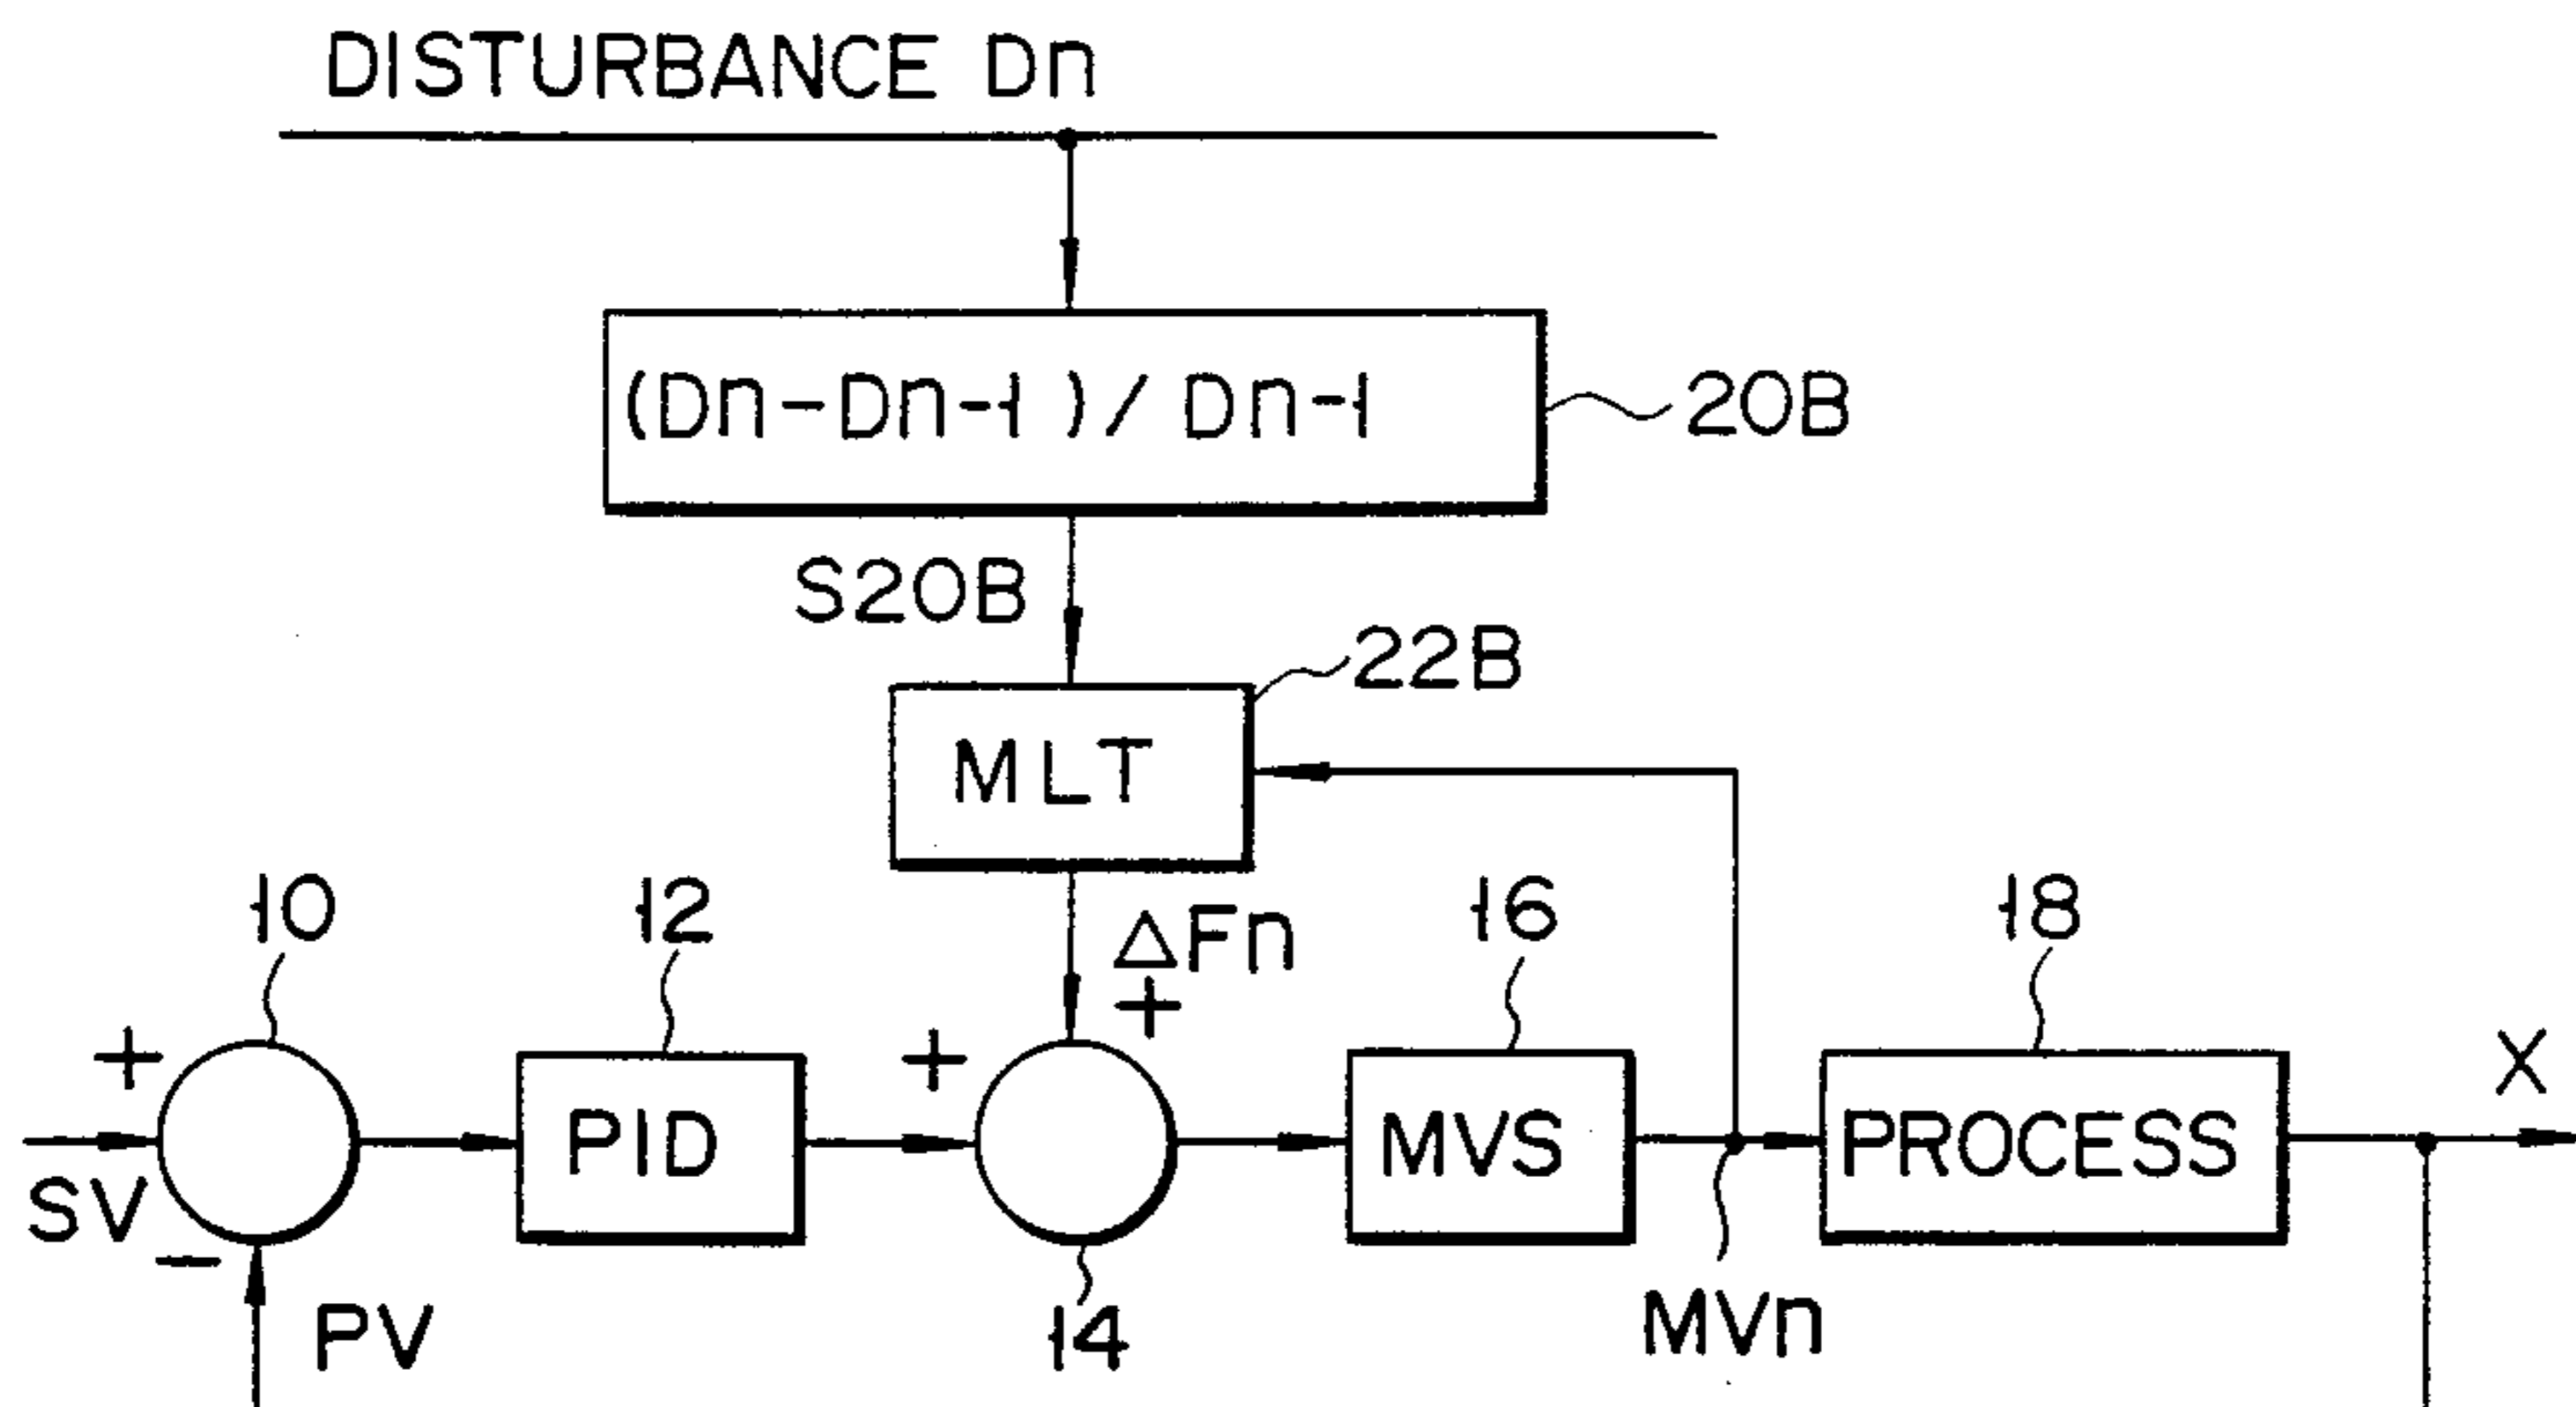 DISTURBANCE Dn
(Dn-Dn-1)/Dn-1
20B
S20B
22B
MLT
10
12
ΔFn
16
18
+
+
+
X
SV
PID
MVS
PROCESS
−
PV
14
MVn